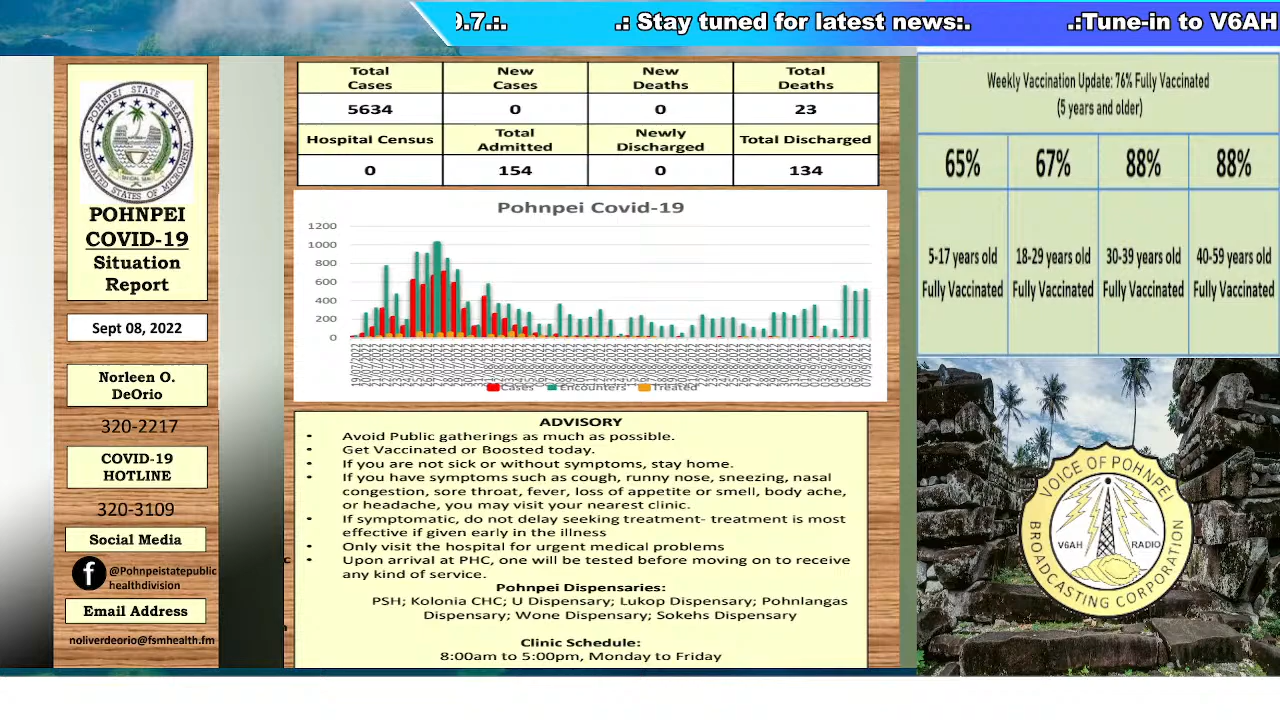 9.7.:.
.: Stay tuned for latest news:.
.:Tune-in to V6AH
POHNPEI STATE SEAL
OFFICIAL SEAL
FEDERATED STATES OF MICRONESIA
POHNPEI
COVID-19
Situation
Report
Sept 08, 2022
Norleen O.
DeOrio
320-2217
COVID-19
HOTLINE
320-3109
Social Media
f
@Pohnpeistatepublic
healthdivision
Email Address
noliverdeorio@fsmhealth.fm
Total Cases
New Cases
New Deaths
Total Deaths
5634
0
0
23
Hospital Census
Total Admitted
Newly Discharged
Total Discharged
0
154
0
134
Pohnpei Covid-19
1200
1000
800
600
400
200
0
Cases
Encounters
Treated
ADVISORY
• Avoid Public gatherings as much as possible.
• Get Vaccinated or Boosted today.
• If you are not sick or without symptoms, stay home.
• If you have symptoms such as cough, runny nose, sneezing, nasal
congestion, sore throat, fever, loss of appetite or smell, body ache,
or headache, you may visit your nearest clinic.
• If symptomatic, do not delay seeking treatment- treatment is most
effective if given early in the illness
• Only visit the hospital for urgent medical problems
• Upon arrival at PHC, one will be tested before moving on to receive
any kind of service.
Pohnpei Dispensaries:
PSH; Kolonia CHC; U Dispensary; Lukop Dispensary; Pohnlangas
Dispensary; Wone Dispensary; Sokehs Dispensary
Clinic Schedule:
8:00am to 5:00pm, Monday to Friday
Weekly Vaccination Update: 76% Fully Vaccinated
(5 years and older)
65%
67%
88%
88%
5-17 years old
Fully Vaccinated
18-29 years old
Fully Vaccinated
30-39 years old
Fully Vaccinated
40-59 years old
Fully Vaccinated
VOICE OF POHNPEI
V6AH RADIO
BROADCASTING CORPORATION